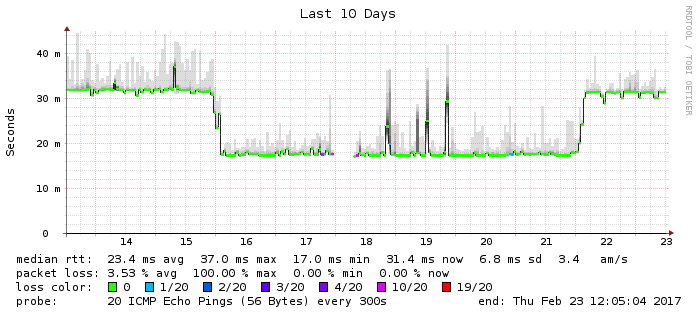 Last 10 Days
RRDTOOL / TOBI OETIKER
Seconds
40 m
30 m
20 m
10 m
0
14 15 16 17 18 19 20 21 22 23
median rtt: 23.4 ms avg 37.0 ms max 17.0 ms min 31.4 ms now 6.8 ms sd 3.4 am/s
packet loss: 3.53 % avg 100.00 % max 0.00 % min 0.00 % now
loss color: 0 1/20 2/20 3/20 4/20 10/20 19/20
probe: 20 ICMP Echo Pings (56 Bytes) every 300s end: Thu Feb 23 12:05:04 2017